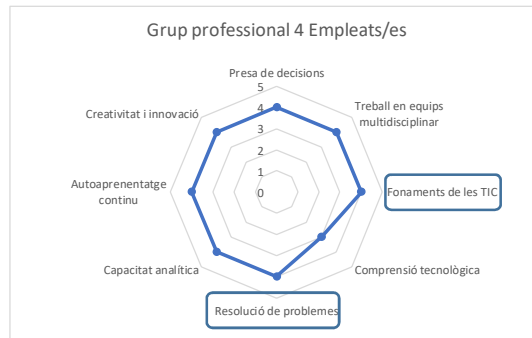 Grup professional 4 Empleats/es
Presa de decisions
Treball en equips
multidisciplinar
Fonaments de les TIC
Comprensió tecnològica
Resolució de problemes
Capacitat analítica
Autoaprenentatge
continu
Creativitat i innovació
5
4
3
2
1
0